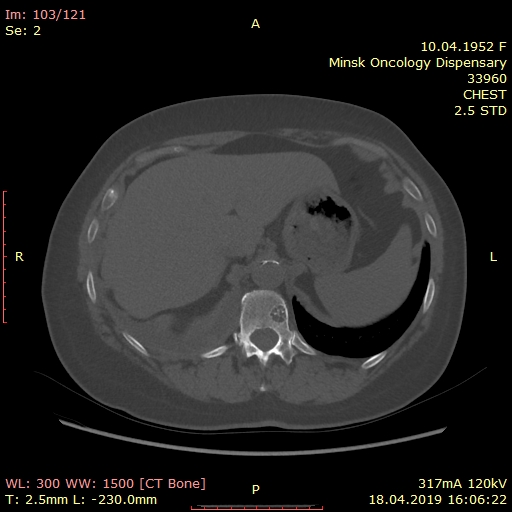 Im: 103/121
Se: 2
A
10.04.1952 F
Minsk Oncology Dispensary
33960
CHEST
2.5 STD
R
L
WL: 300 WW: 1500 [CT Bone]
T: 2.5mm L: -230.0mm
P
317mA 120kV
18.04.2019 16:06:22